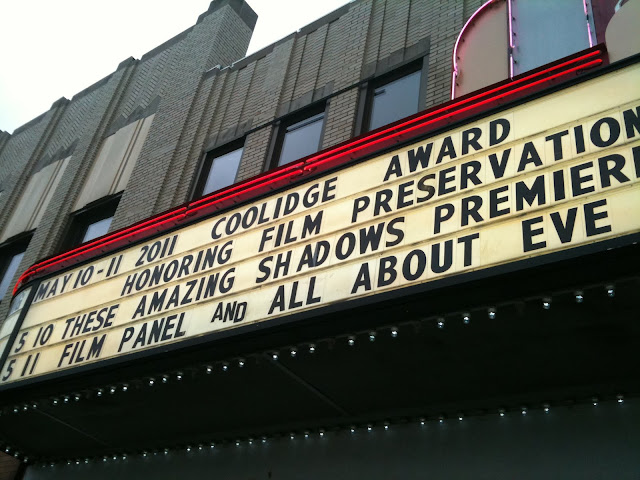 MAY 10-11 2011 COOLIDGE AWARD
HONORING FILM PRESERVATION
5 10 THESE AMAZING SHADOWS PREMIERE
5 11 FILM PANEL AND ALL ABOUT EVE